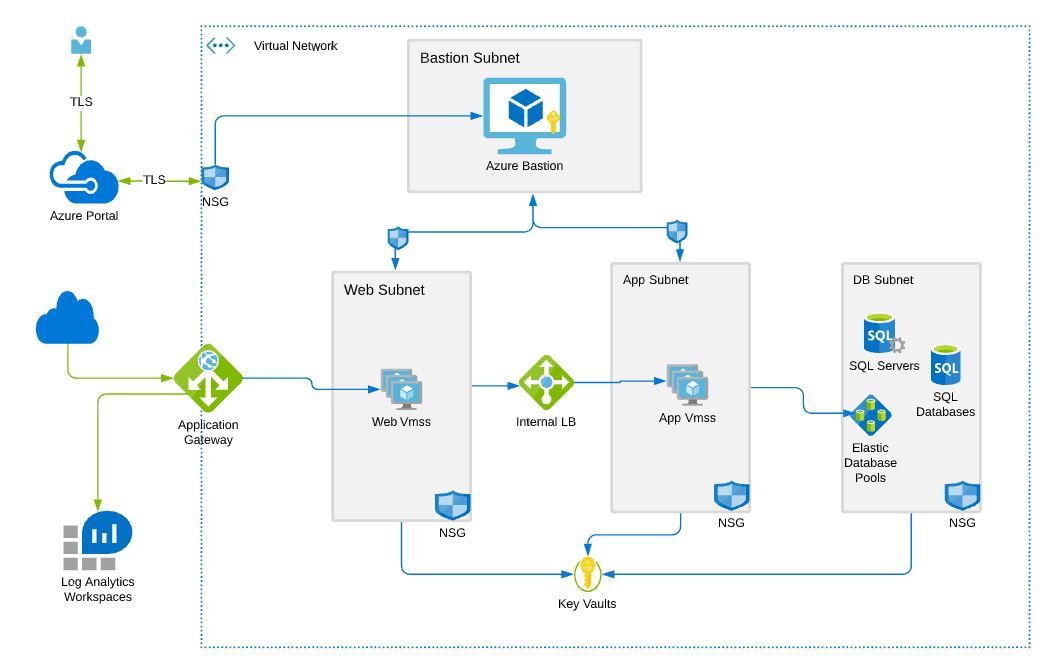 Virtual Network
Bastion Subnet
TLS
Azure Bastion
TLS
NSG
Azure Portal
Web Subnet
App Subnet
DB Subnet
SQL
SQL Servers
SQL
SQL
Databases
Application
Gateway
Web Vmss
Internal LB
App Vmss
Elastic
Database
Pools
NSG
NSG
NSG
Log Analytics
Workspaces
Key Vaults